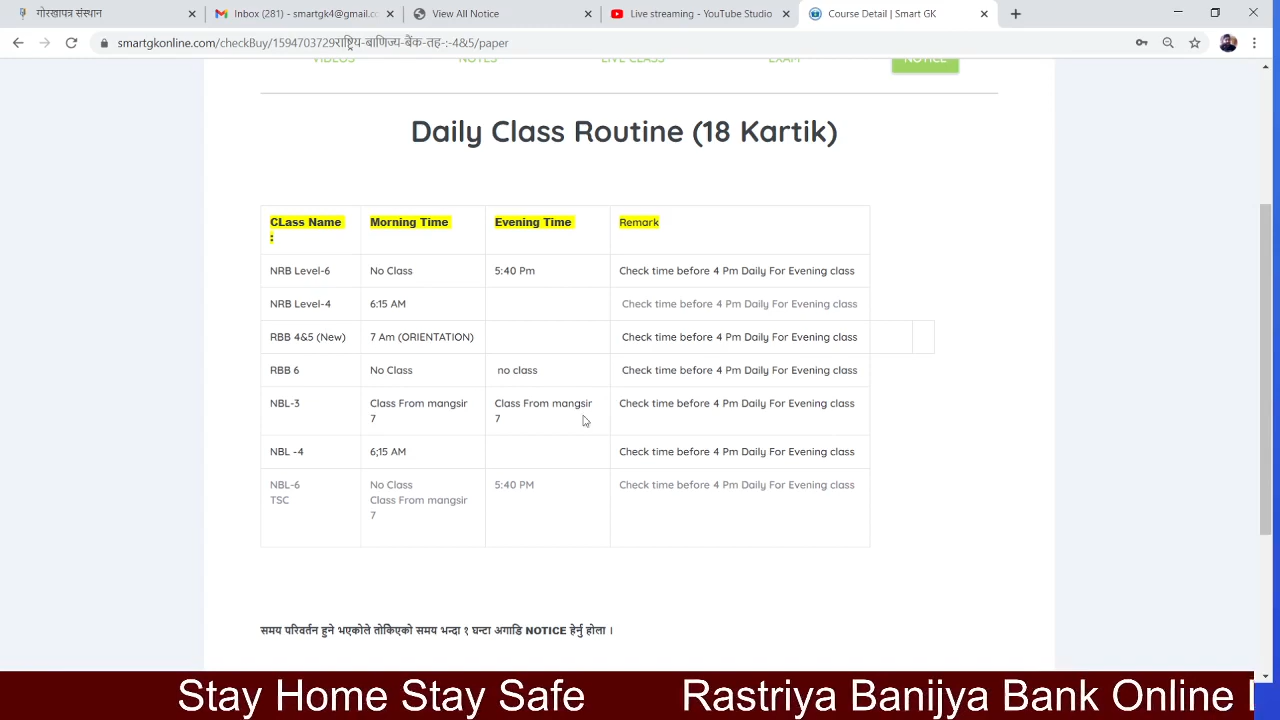 गोरखापत्र संस्थान
Inbox (281) - smartgk4@gmail.co
View All Notice
Live streaming - YouTube Studio
Course Detail | Smart GK
smartgkonline.com/checkBuy/1594703729राष्ट्रिय-बाणिज्य-बैंक-तह-:-4&5/paper
VIDEOS
NOTES
LIVE CLASS
EXAM
NOTICE
Daily Class Routine (18 Kartik)
CLass Name Morning Time Evening Time Remark
:
NRB Level-6 No Class 5:40 Pm Check time before 4 Pm Daily For Evening class
NRB Level-4 6:15 AM Check time before 4 Pm Daily For Evening class
RBB 4&5 (New) 7 Am (ORIENTATION) Check time before 4 Pm Daily For Evening class
RBB 6 No Class no class Check time before 4 Pm Daily For Evening class
NBL-3 Class From mangsir Class From mangsir Check time before 4 Pm Daily For Evening class
7 7
NBL -4 6;15 AM Check time before 4 Pm Daily For Evening class
NBL-6 No Class 5:40 PM Check time before 4 Pm Daily For Evening class
TSC Class From mangsir
7
समय परिवर्तन हुने भएकोले तोकिएको समय भन्दा १ घन्टा अगाडि NOTICE हेर्नु होला ।
Stay Home Stay Safe Rastriya Banijya Bank Online